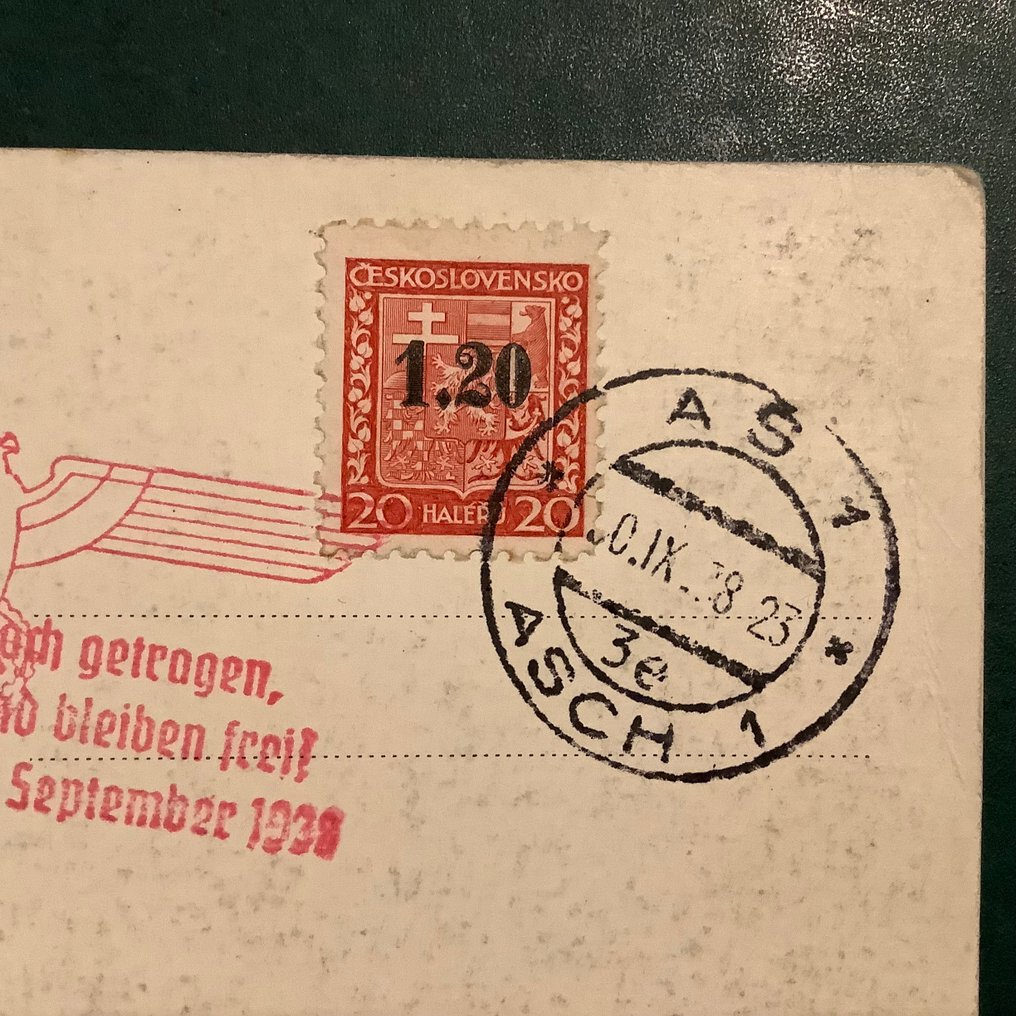 ČESKOSLOVENSKO
1.20
20 HALÉŘŮ 20
AŠ 1
0.IX.38 23
3e
ASCH 1
getragen,
bleiben frei!
September 1938